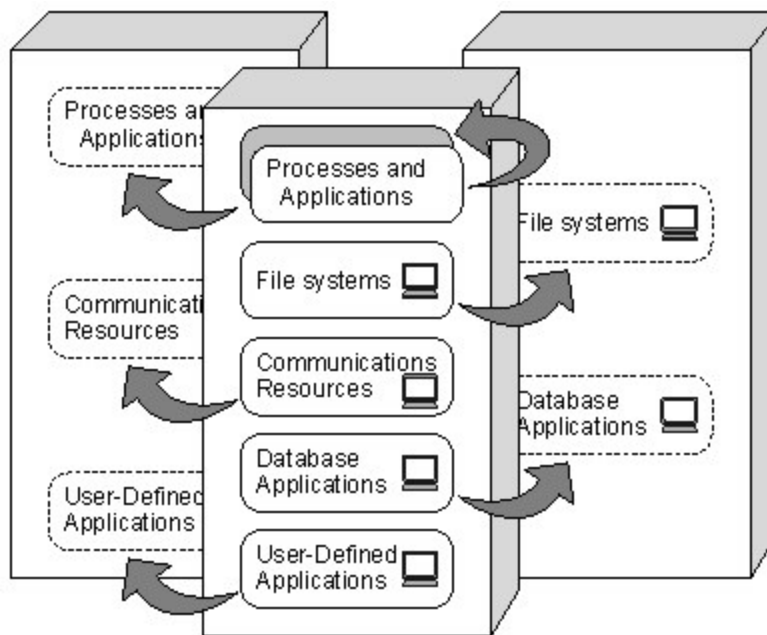 Processes an
Applications
Communicati
Resources
User-Defined
Applications
Processes and
Applications
File systems
Communications
Resources
Database
Applications
User-Defined
Applications
File systems
Database
Applications